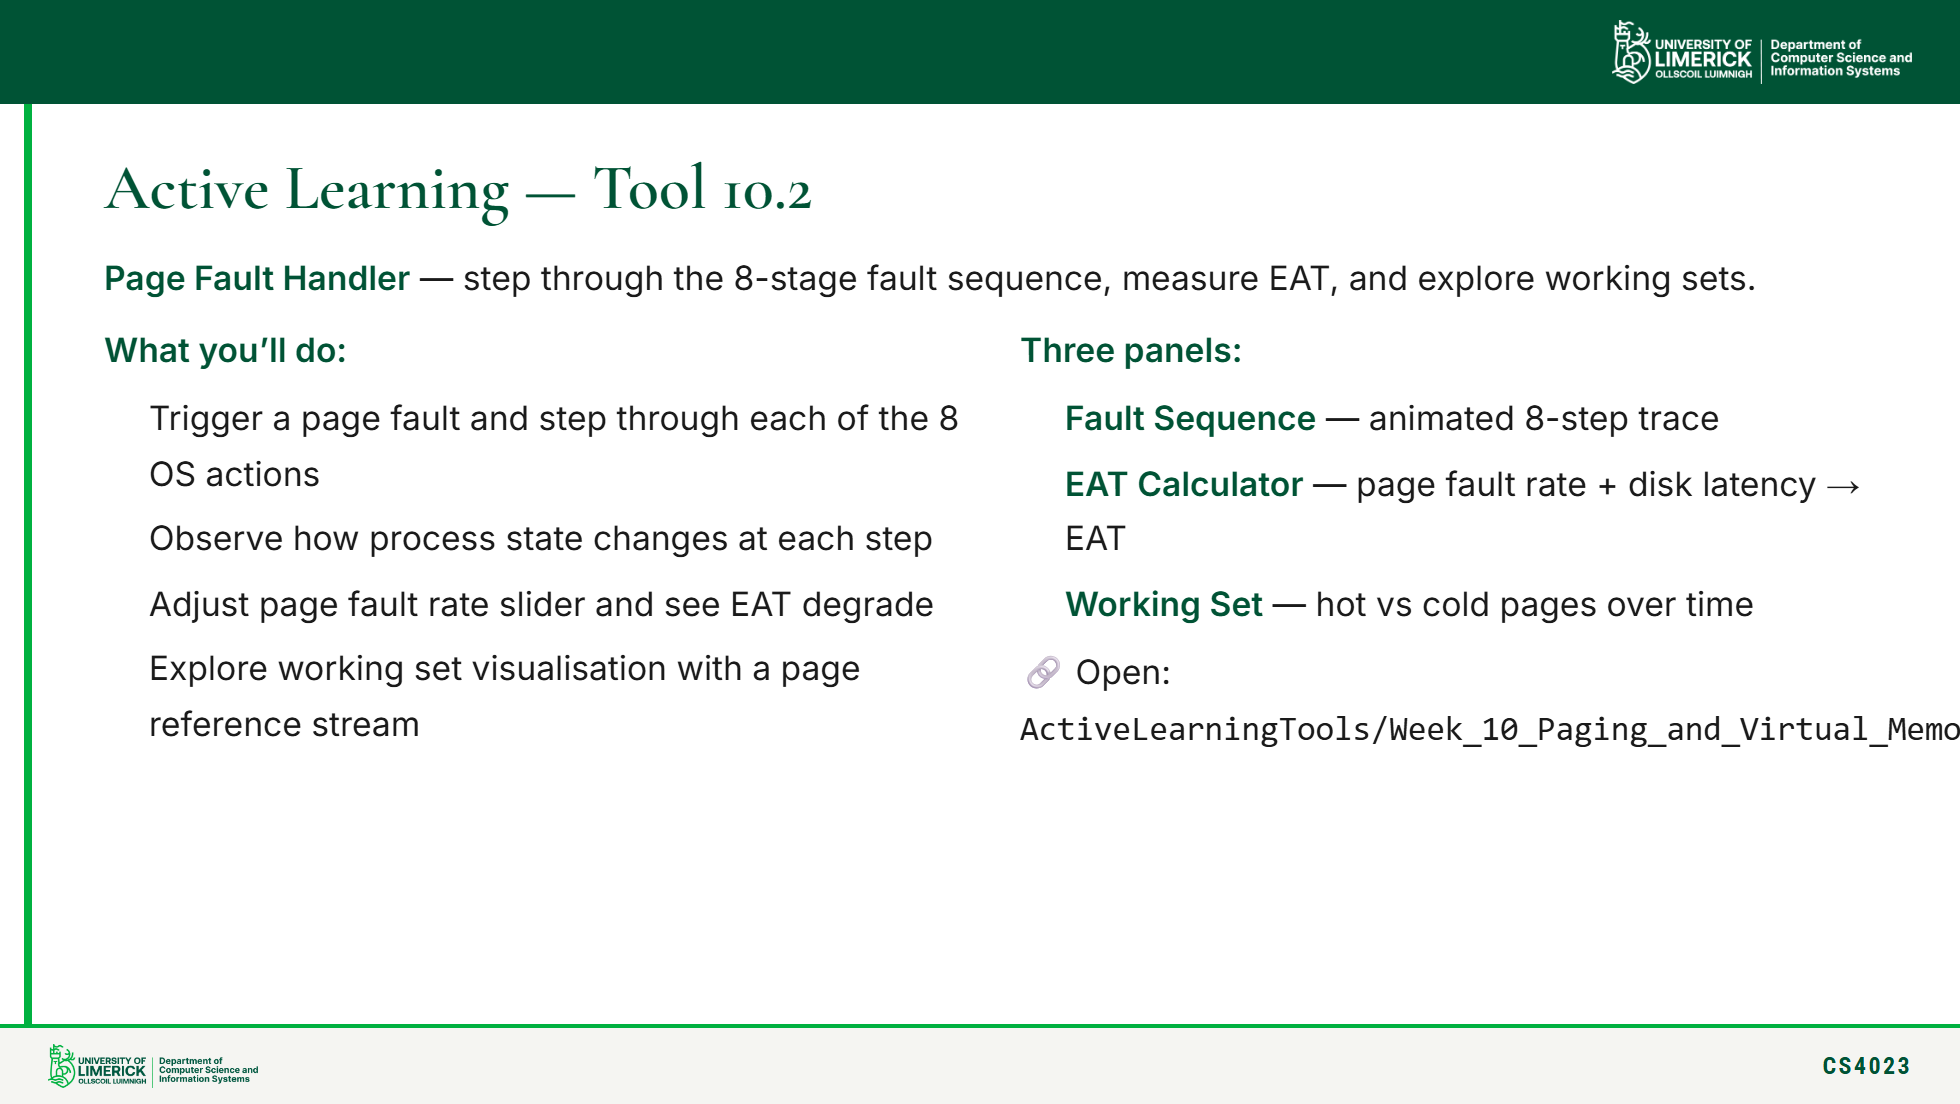 UNIVERSITY OF
LIMERICK
OLLSCOIL LUIMNIGH
Department of
Computer Science and
Information Systems
Active Learning — Tool 10.2
Page Fault Handler — step through the 8-stage fault sequence, measure EAT, and explore working sets.
What you’ll do:
Trigger a page fault and step through each of the 8
OS actions
Observe how process state changes at each step
Adjust page fault rate slider and see EAT degrade
Explore working set visualisation with a page
reference stream
Three panels:
Fault Sequence — animated 8-step trace
EAT Calculator — page fault rate + disk latency →
EAT
Working Set — hot vs cold pages over time
🔗 Open:
ActiveLearningTools/Week_10_Paging_and_Virtual_Memo
UNIVERSITY OF
LIMERICK
OLLSCOIL LUIMNIGH
Department of
Computer Science and
Information Systems
CS4023